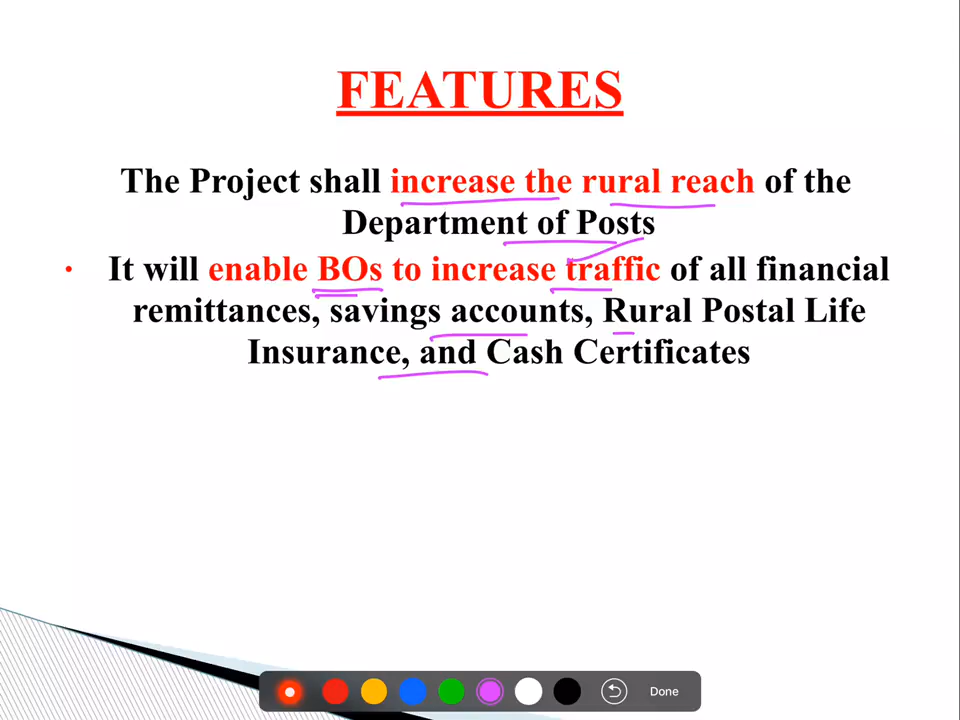 FEATURES
The Project shall increase the rural reach of the
Department of Posts
• It will enable BOs to increase traffic of all financial
remittances, savings accounts, Rural Postal Life
Insurance, and Cash Certificates
Done